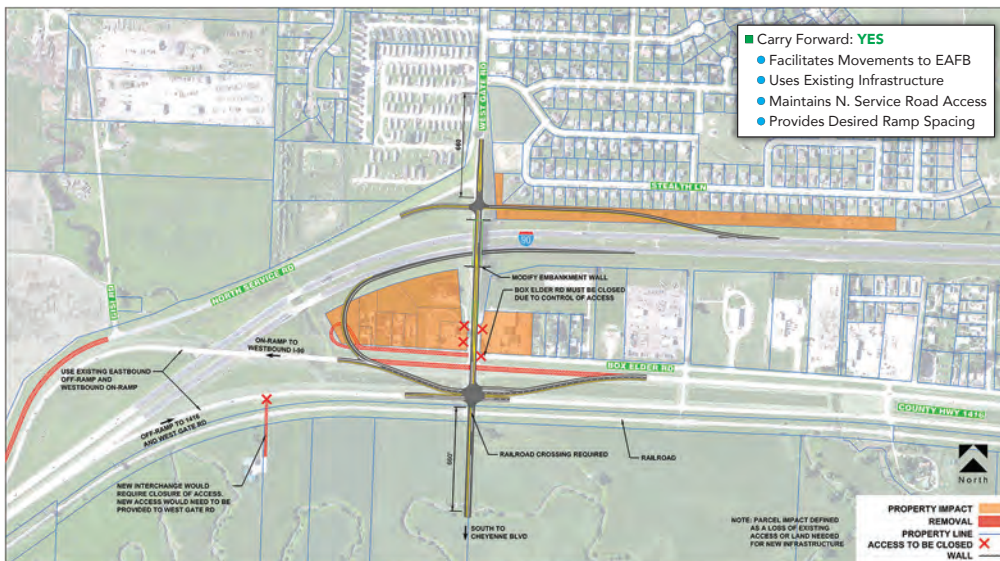 Carry Forward: YES
Facilitates Movements to EAFB
Uses Existing Infrastructure
Maintains N. Service Road Access
Provides Desired Ramp Spacing
WEST GATE RD
660'
STEALTH LN
90
NORTH SERVICE RD
MODIFY EMBANKMENT WALL
BOX ELDER RD MUST BE CLOSED
DUE TO CONTROL OF ACCESS
ON-RAMP TO
WESTBOUND I-90
USE EXISTING EASTBOUND
OFF-RAMP AND
WESTBOUND ON-RAMP
BOX ELDER RD
COUNTY HWY 1416
OFF-RAMP TO 1416
AND WEST GATE RD
660'
RAILROAD CROSSING REQUIRED
RAILROAD
North
NEW INTERCHANGE WOULD
REQUIRE CLOSURE OF ACCESS.
NEW ACCESS WOULD NEED TO BE
PROVIDED TO WEST GATE RD
SOUTH TO
CHEYENNE BLVD
NOTE: PARCEL IMPACT DEFINED
AS A LOSS OF EXISTING
ACCESS OR LAND NEEDED
FOR NEW INFRASTRUCTURE
PROPERTY IMPACT
REMOVAL
PROPERTY LINE
ACCESS TO BE CLOSED
WALL